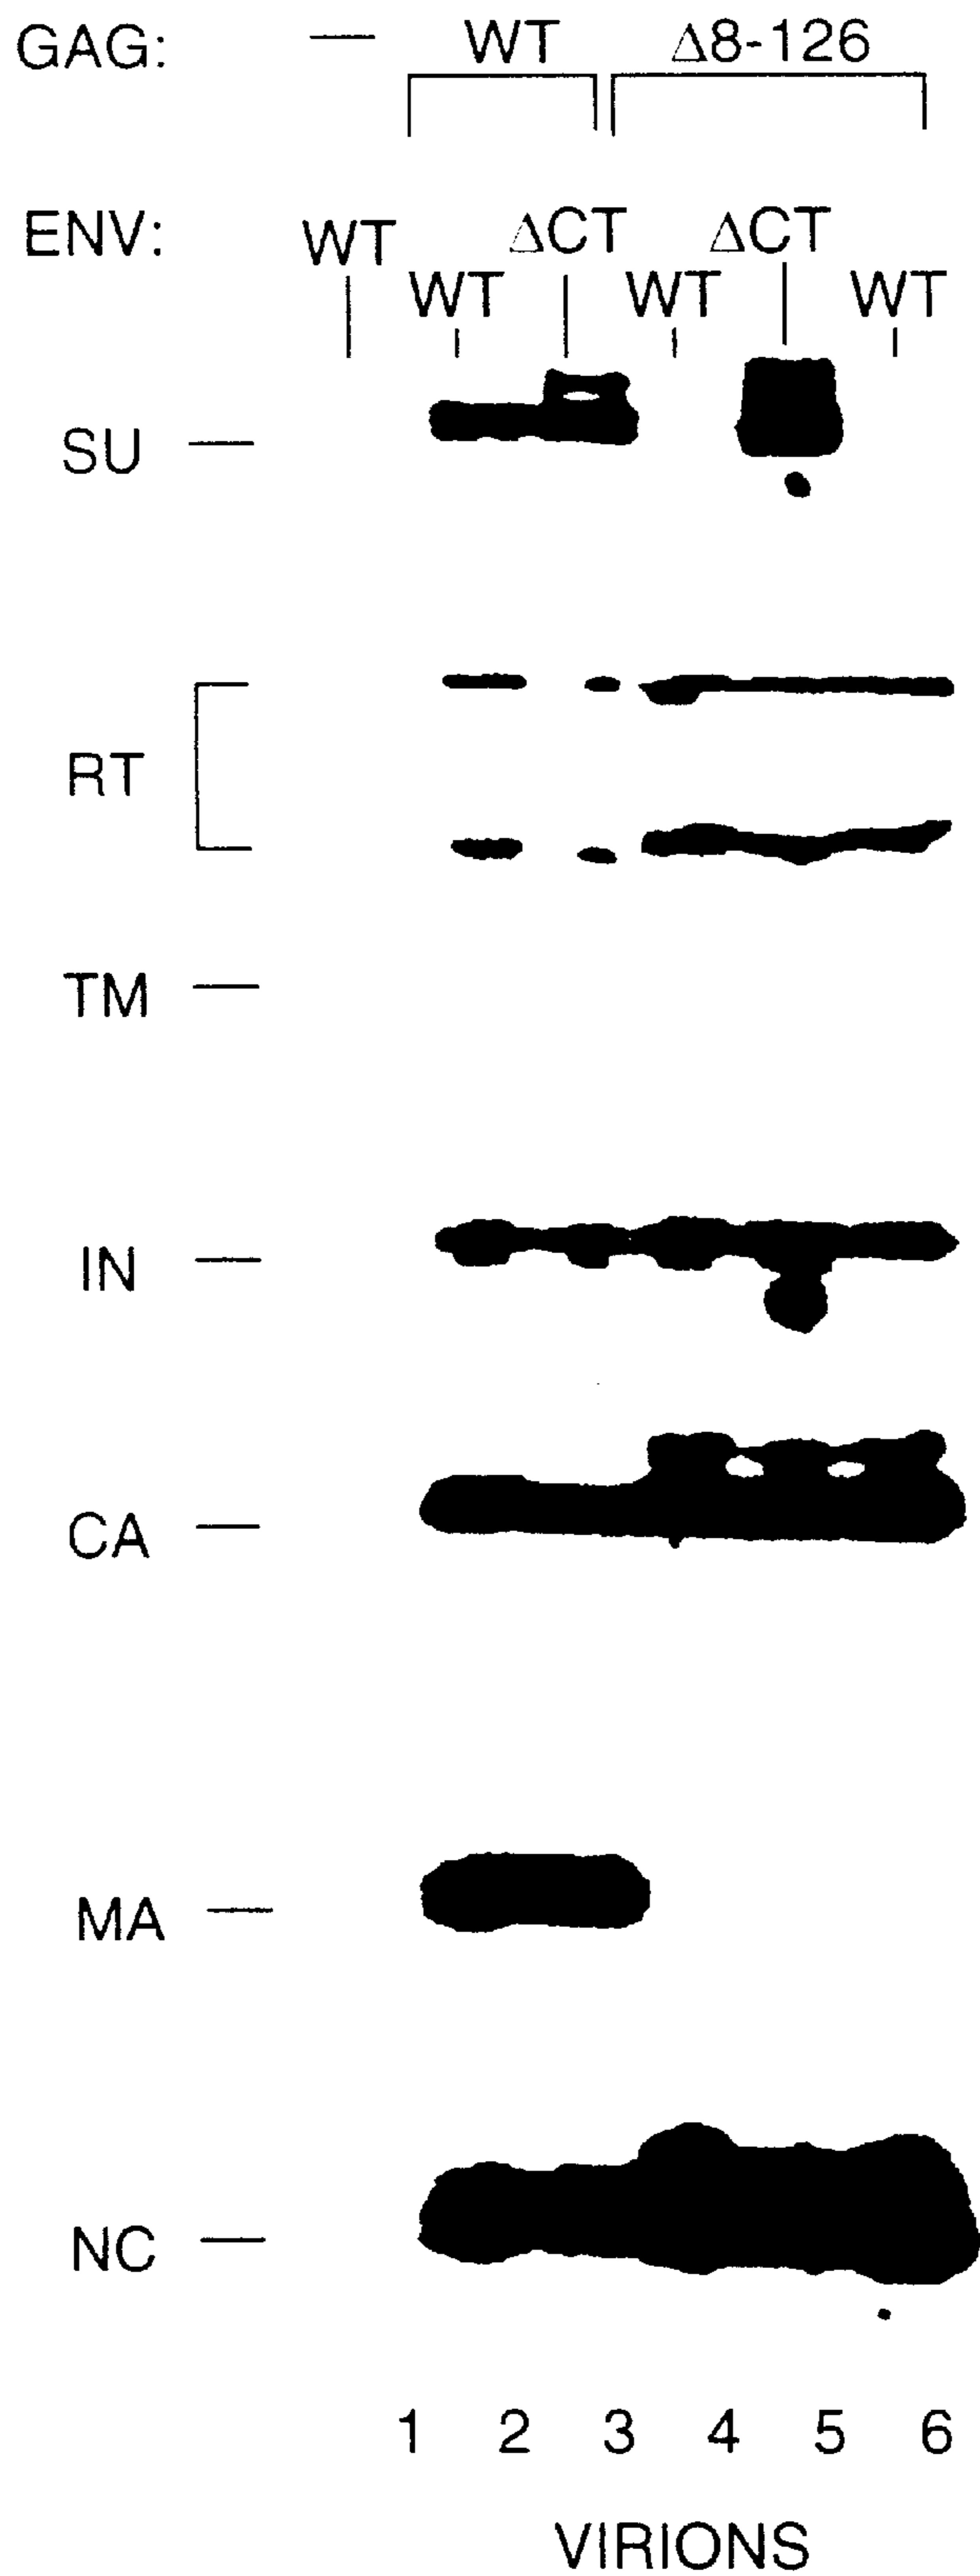 GAG: — WT Δ8-126
ENV: WT ΔCT ΔCT
WT WT WT
SU —
RT
TM —
IN —
CA —
MA —
NC —
1 2 3 4 5 6
VIRIONS